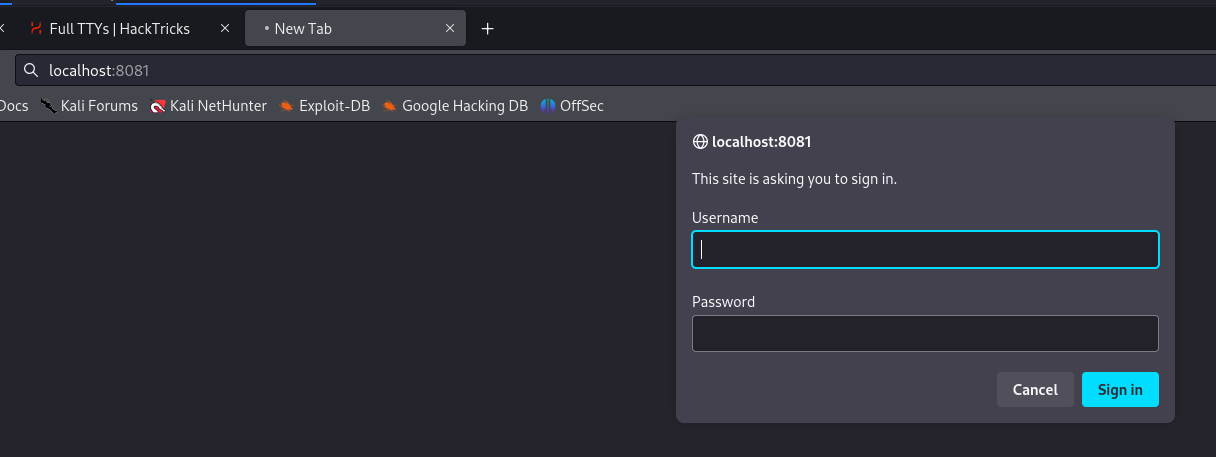 Full TTYs | HackTricks
New Tab
localhost:8081
Docs
Kali Forums
Kali NetHunter
Exploit-DB
Google Hacking DB
OffSec
localhost:8081
This site is asking you to sign in.
Username
Password
Cancel
Sign in